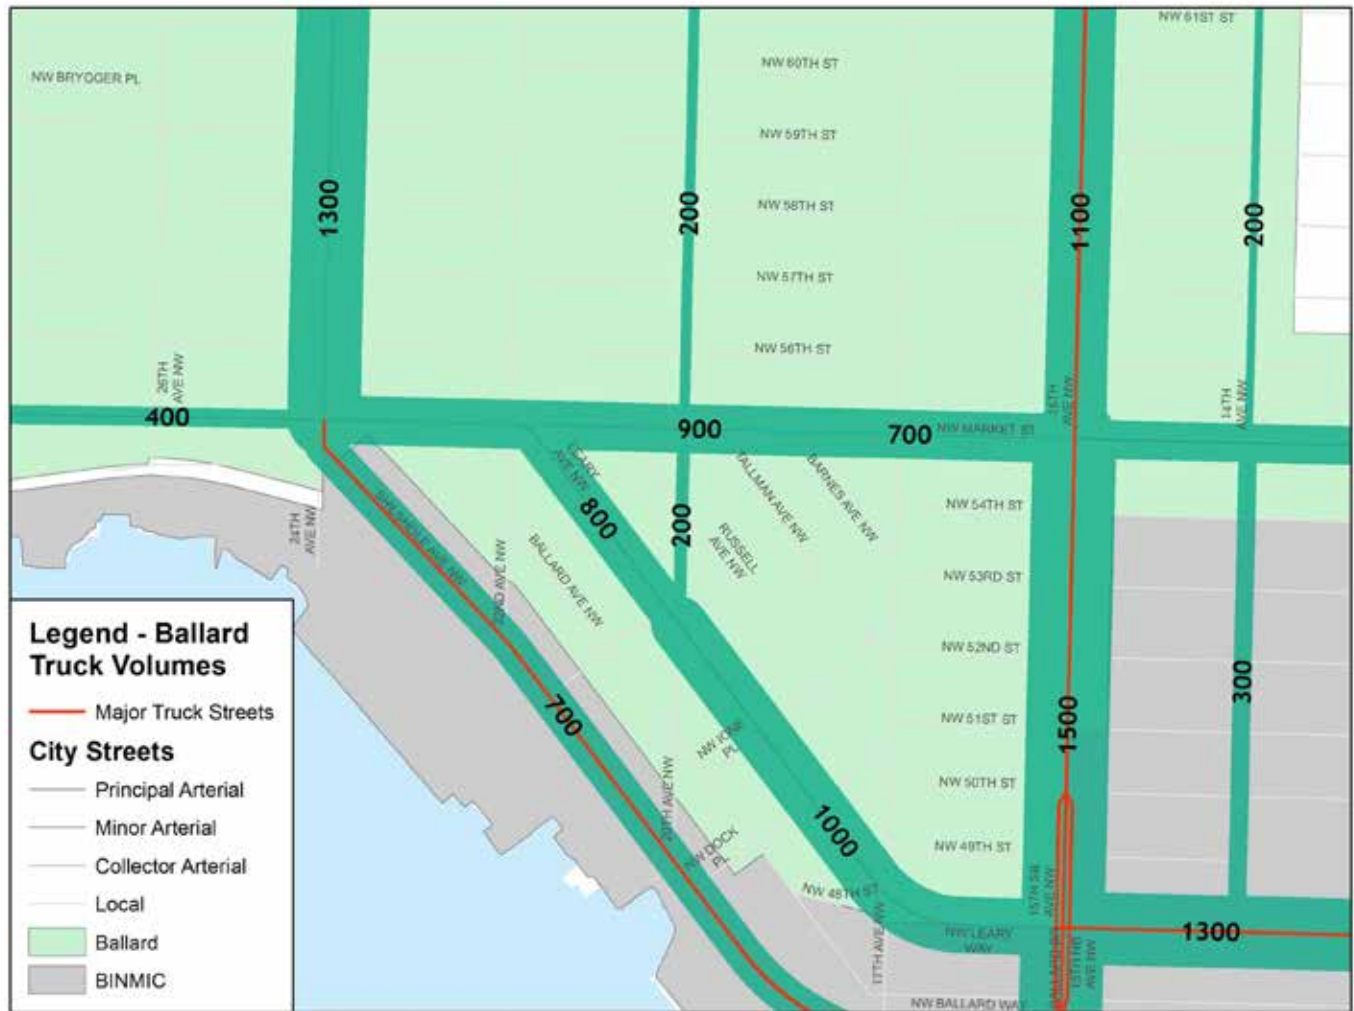 NW 61ST ST
NW BRYGGER PL
NW 60TH ST
NW 59TH ST
1300
200
NW 58TH ST
1100
200
NW 57TH ST
NW 56TH ST
26TH
AVE NW
15TH
AVE NW
14TH
AVE NW
400
900
700
NW MARKET ST
LEARY
AVE NW
800
200
TALLMAN AVE NW
BARNES AVE NW
NW 54TH ST
24TH
AVE NW
SHILSHOLE AVE NW
22ND AVE NW
BALLARD AVE NW
RUSSELL
AVE NW
NW 53RD ST
NW 52ND ST
300
700
NW IONE
PL
1500
NW 51ST ST
NW 50TH ST
20TH AVE NW
1000
NW DOCK
PL
NW 49TH ST
NW 48TH ST
15TH SB
AVE NW
17TH AVE NW
NW LEARY
WAY
1300
15TH NB
AVE NW
NW BALLARD WAY
Legend - Ballard
Truck Volumes
Major Truck Streets
City Streets
Principal Arterial
Minor Arterial
Collector Arterial
Local
Ballard
BINMIC